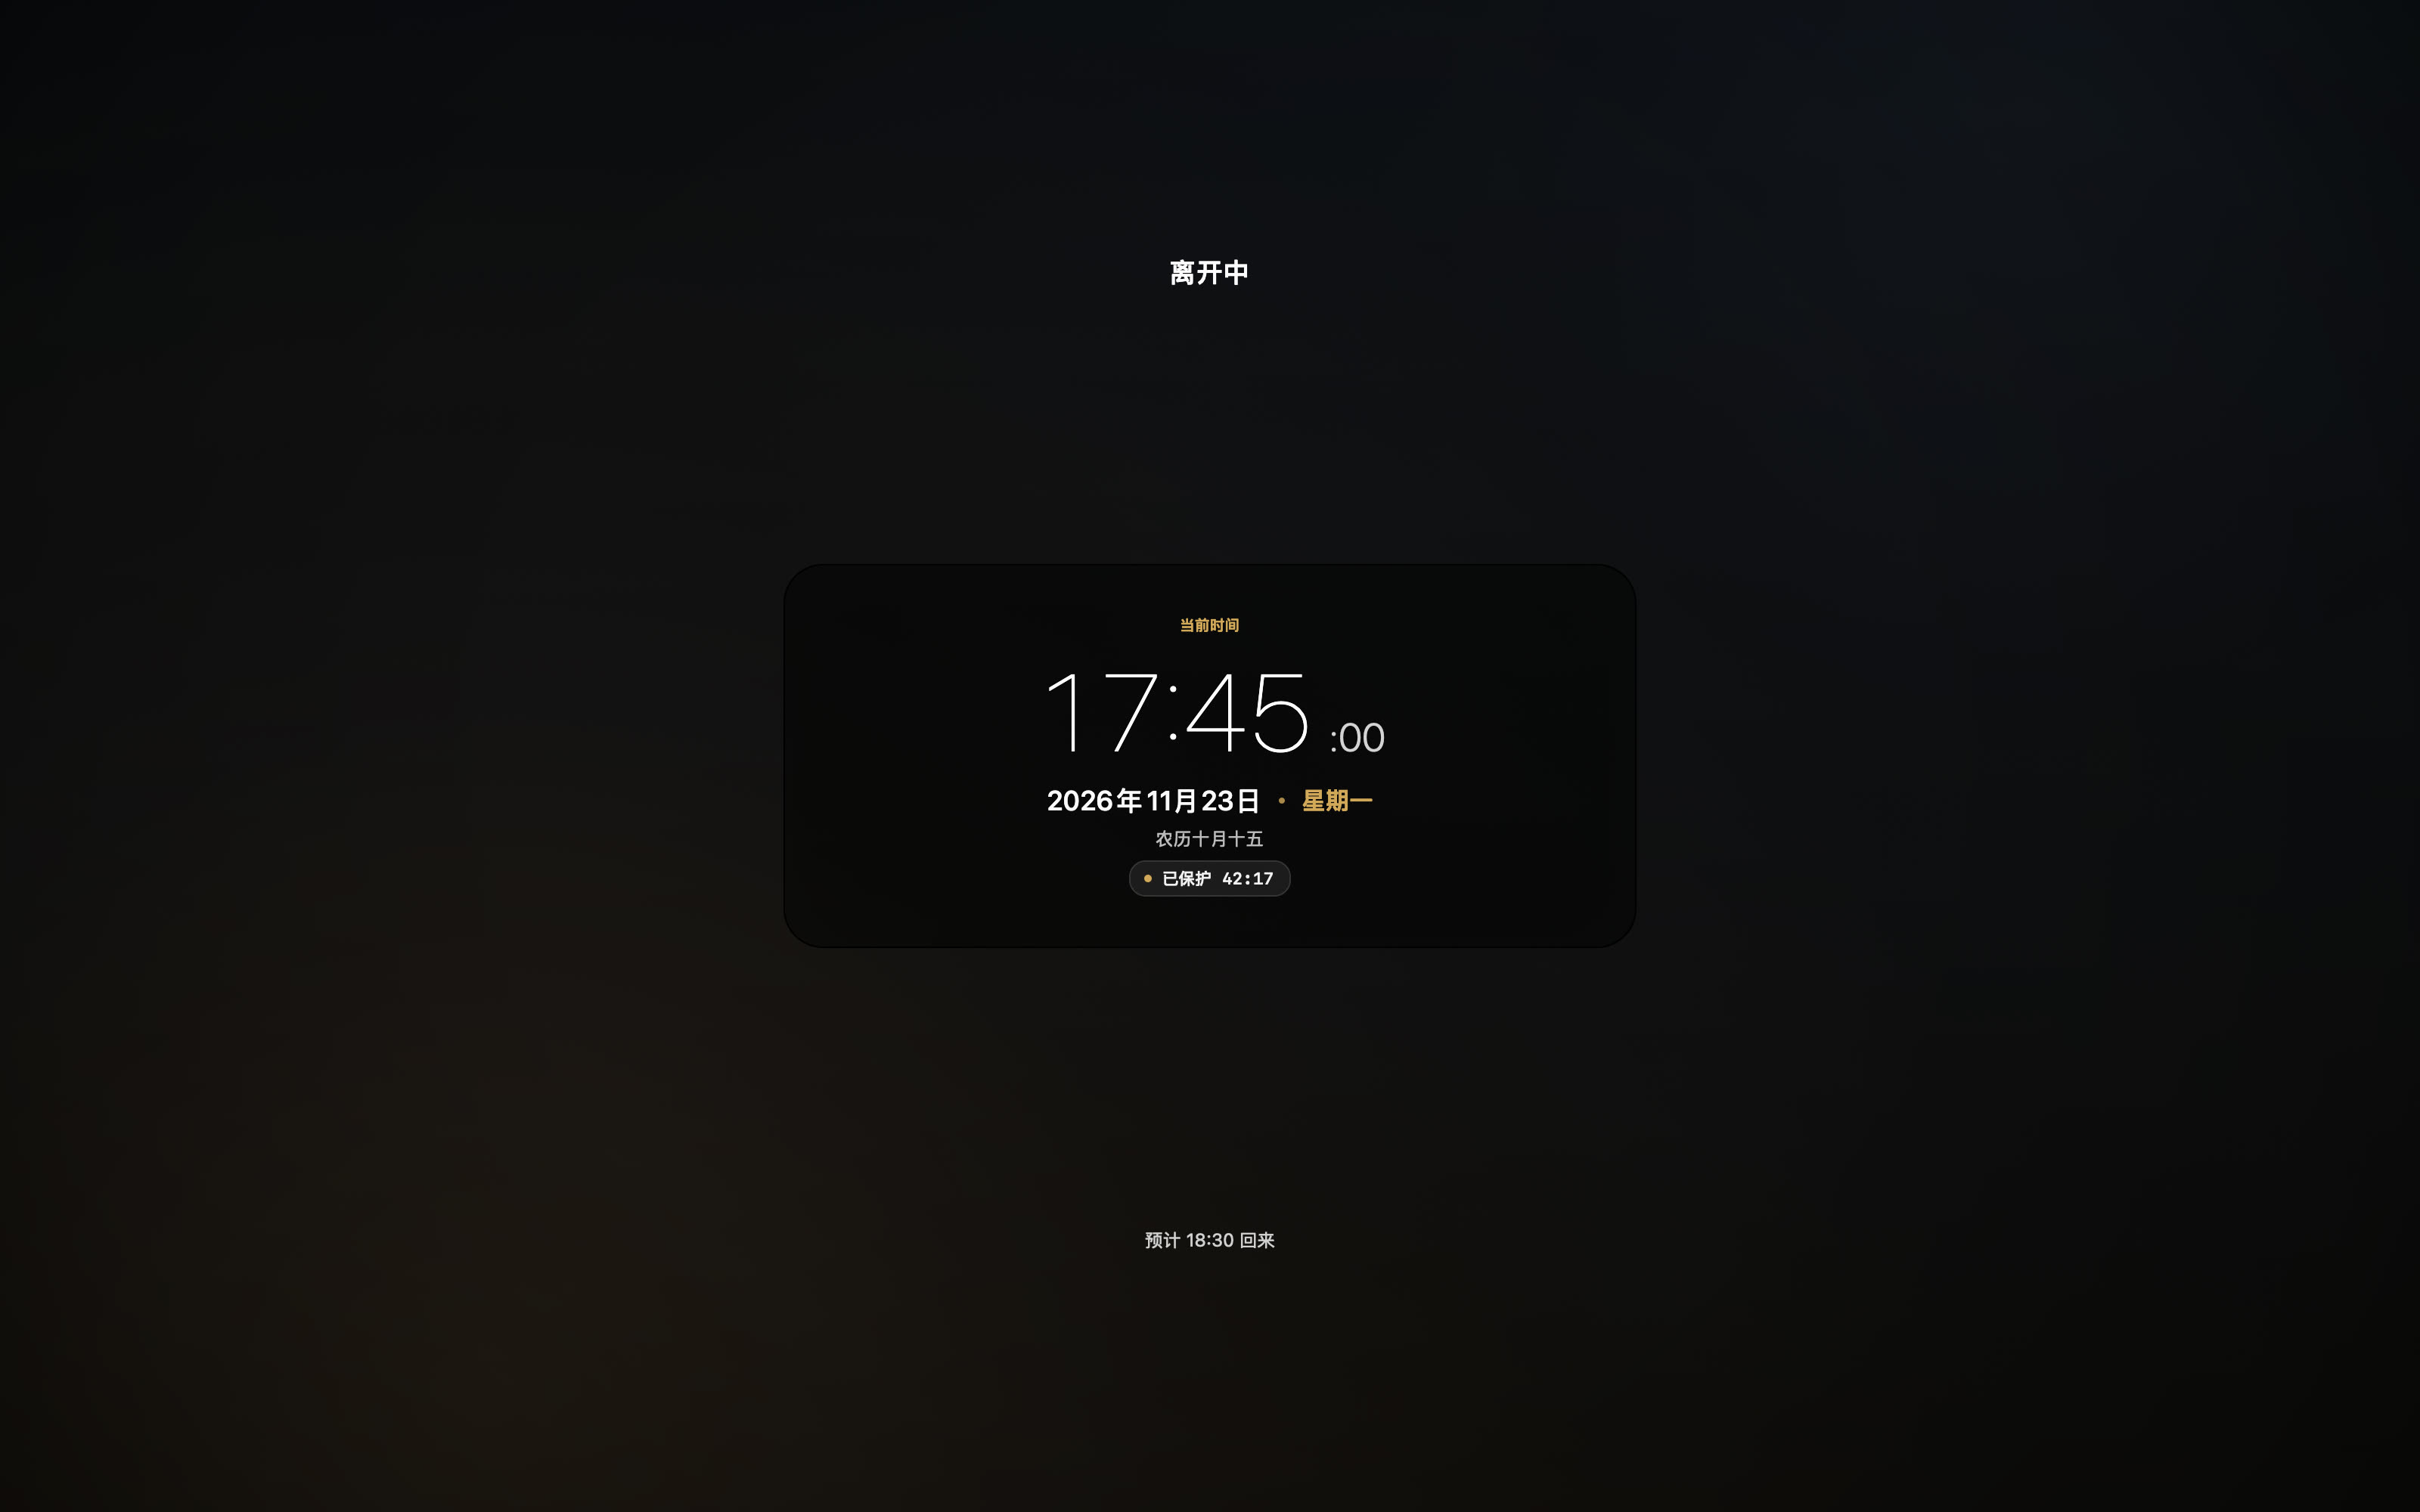 离开中
当前时间
17:45 :00
2026年11月23日 • 星期一
农历十月十五
已保护 42:17
预计 18:30 回来